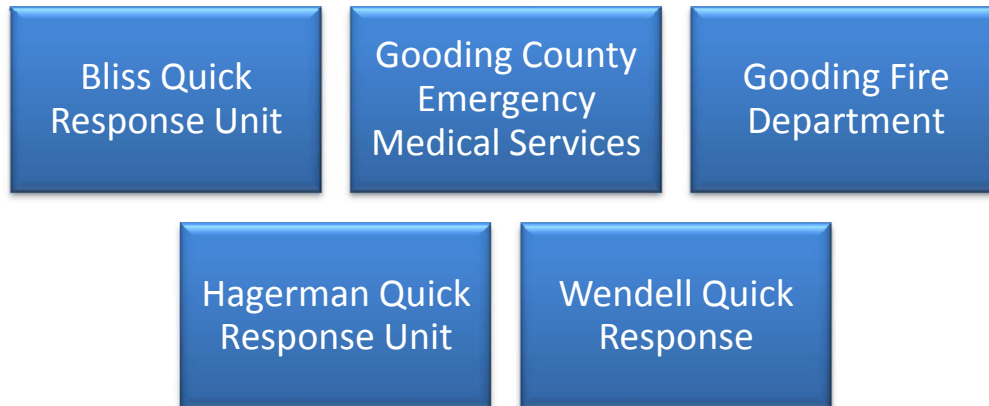 Bliss Quick
Response Unit
Gooding County
Emergency
Medical Services
Gooding Fire
Department
Hagerman Quick
Response Unit
Wendell Quick
Response